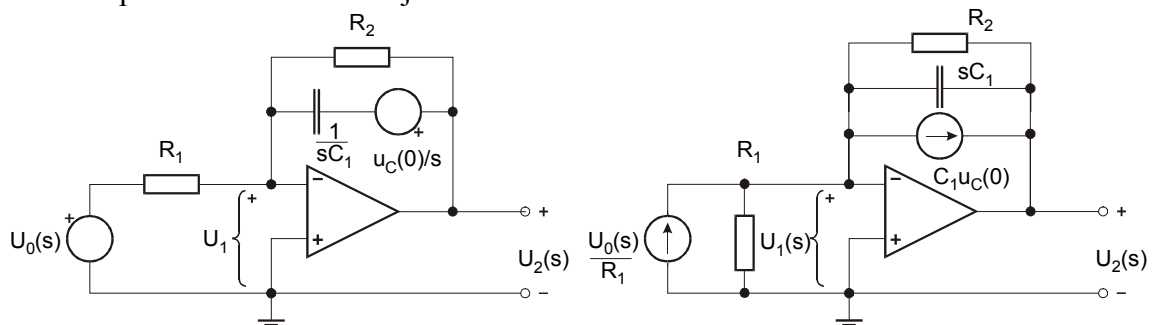 R2
1
sC1
uC(0)/s
R1
U0(s)
U1
U2(s)
R2
sC1
C1uC(0)
R1
U0(s)
R1
U1(s)
U2(s)